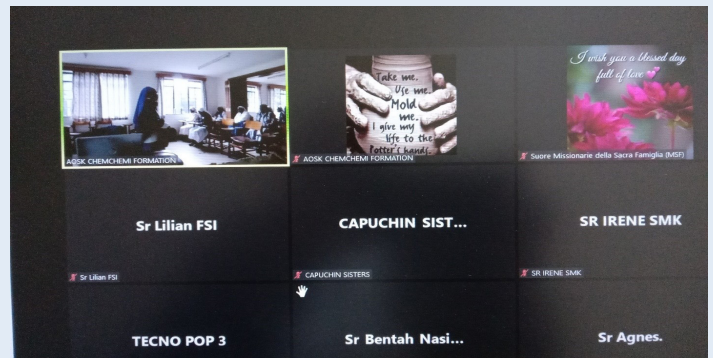 AOSK CHEMCHEMI FORMATION
Take me.
Use me.
Mold
me.
I give my
life to the
Potter's hands.
AOSK CHEMCHEMI FORMATION
I wish you a blessed day
full of love
Suore Missionarie della Sacra Famiglia (MSF)
Sr Lilian FSI
Sr Lilian FSI
CAPUCHIN SIST...
CAPUCHIN SISTERS
SR IRENE SMK
SR IRENE SMK
TECNO POP 3
Sr Bentah Nasi...
Sr Agnes.